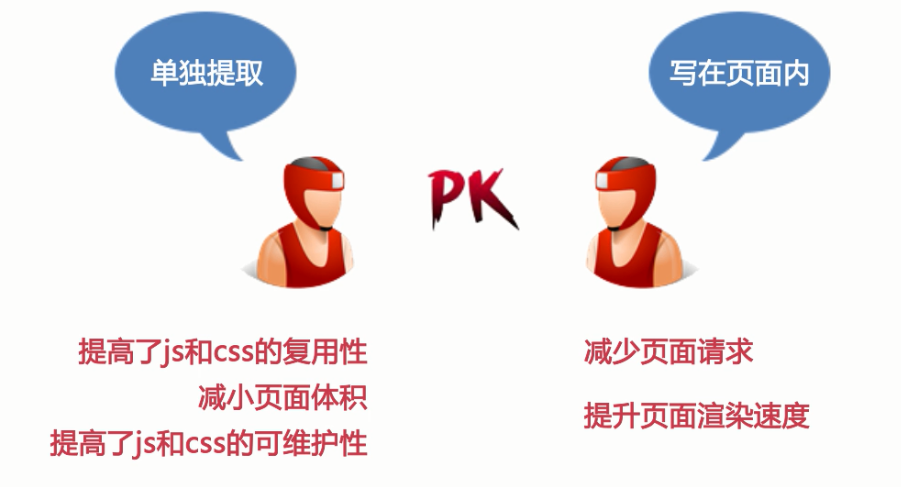 单独提取
写在页面内
PK
提高了js和css的复用性
减小页面体积
提高了js和css的可维护性
减少页面请求
提升页面渲染速度